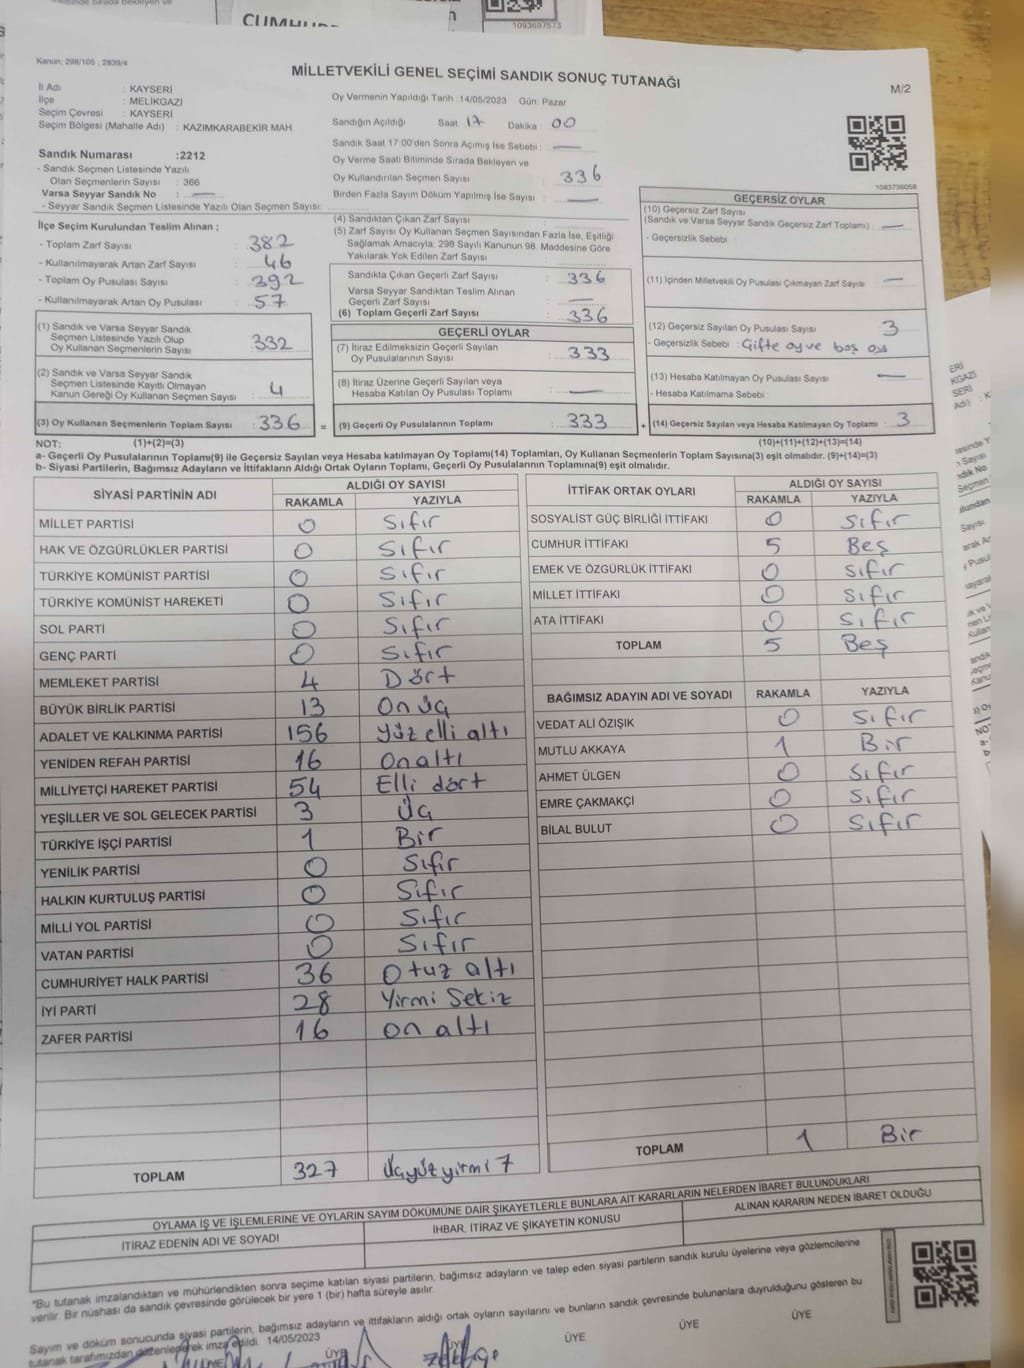 CUMHU
1093697573
Kanun: 298/105 , 2839/4
MİLLETVEKİLİ GENEL SEÇİMİ SANDIK SONUÇ TUTANAĞI
M/2
İl Adı : KAYSERİ
İlçe : MELİKGAZİ
Seçim Çevresi : KAYSERİ
Seçim Bölgesi (Mahalle Adı) : KAZIMKARABEKIR MAH.
Oy Vermenin Yapıldığı Tarih :14/05/2023 Gün: Pazar
Sandığın Açıldığı Saat: 17 Dakika : 00
Sandık Saat 17:00'den Sonra Açımış İse Sebebi : —
Oy Verme Saati Bitiminde Sırada Bekleyen ve
Oy Kullandırılan Seçmen Sayısı : 336
Birden Fazla Sayım Döküm Yapılmış İse Sayısı : —
1083736058
Sandık Numarası :2212
- Sandık Seçmen Listesinde Yazılı
Olan Seçmenlerin Sayısı : 366
Varsa Seyyar Sandık No : —
- Seyyar Sandık Seçmen Listesinde Yazılı Olan Seçmen Sayısı:
İlçe Seçim Kurulundan Teslim Alınan ;
- Toplam Zarf Sayısı : 382
- Kullanılmayarak Artan Zarf Sayısı : 46
- Toplam Oy Pusulası Sayısı : 392
- Kullanılmayarak Artan Oy Pusulası : 57
(1) Sandık ve Varsa Seyyar Sandık
Seçmen Listesinde Yazılı Olup
Oy Kullanan Seçmenlerin Sayısı : 332
(2) Sandık ve Varsa Seyyar Sandık
Seçmen Listesinde Kayıtlı Olmayan
Kanun Gereği Oy Kullanan Seçmen Sayısı : 4
(3) Oy Kullanan Seçmenlerin Toplam Sayısı : 336 =
(4) Sandıktan Çıkan Zarf Sayısı :
(5) Zarf Sayısı Oy Kullanan Seçmen Sayısından Fazla İse, Eşitliği
Sağlamak Amacıyla, 298 Sayılı Kanunun 98. Maddesine Göre
Yakılarak Yok Edilen Zarf Sayısı :
Sandıkta Çıkan Geçerli Zarf Sayısı : 336
Varsa Seyyar Sandıktan Teslim Alınan
Geçerli Zarf Sayısı : —
(6) Toplam Geçerli Zarf Sayısı : 336
GEÇERLİ OYLAR
(7) İtiraz Edilmeksizin Geçerli Sayılan
Oy Pusulalarının Sayısı : 333
(8) İtiraz Üzerine Geçerli Sayılan veya
Hesaba Katılan Oy Pusulası Toplamı : —
(9) Geçerli Oy Pusulalarının Toplamı : 333 +
GEÇERSİZ OYLAR
(10) Geçersiz Zarf Sayısı
(Sandık ve Varsa Seyyar Sandık Geçersiz Zarf Toplamı) : —
- Geçersizlik Sebebi :
(11) İçinden Milletvekili Oy Pusulası Çıkmayan Zarf Sayısı : —
(12) Geçersiz Sayılan Oy Pusulası Sayısı : 3
- Geçersizlik Sebebi : Çifte oy ve boş oy
(13) Hesaba Katılmayan Oy Pusulası Sayısı : —
- Hesaba Katılmama Sebebi :
(14) Geçersiz Sayılan veya Hesaba Katılmayan Oy Toplamı : 3
NOT: (1)+(2)=(3) (10)+(11)+(12)+(13)=(14)
a- Geçerli Oy Pusulalarının Toplamı(9) ile Geçersiz Sayılan veya Hesaba katılmayan Oy Toplamı(14) Toplamları, Oy Kullanan Seçmenlerin Toplam Sayısına(3) eşit olmalıdır. (9)+(14)=(3)
b- Siyasi Partilerin, Bağımsız Adayların ve İttifakların Aldığı Ortak Oyların Toplamı, Geçerli Oy Pusulalarının Toplamına(9) eşit olmalıdır.
SİYASİ PARTİNİN ADI ALDIĞI OY SAYISI
RAKAMLA YAZIYLA
MİLLET PARTİSİ 0 Sıfır
HAK VE ÖZGÜRLÜKLER PARTİSİ 0 Sıfır
TÜRKİYE KOMÜNİST PARTİSİ 0 Sıfır
TÜRKİYE KOMÜNİST HAREKETİ 0 Sıfır
SOL PARTİ 0 Sıfır
GENÇ PARTİ 0 Sıfır
MEMLEKET PARTİSİ 4 Dört
BÜYÜK BİRLİK PARTİSİ 13 On üç
ADALET VE KALKINMA PARTİSİ 156 Yüz elli altı
YENİDEN REFAH PARTİSİ 16 On altı
MİLLİYETÇİ HAREKET PARTİSİ 54 Elli dört
YEŞİLLER VE SOL GELECEK PARTİSİ 3 Üç
TÜRKİYE İŞÇİ PARTİSİ 1 Bir
YENİLİK PARTİSİ 0 Sıfır
HALKIN KURTULUŞ PARTİSİ 0 Sıfır
MİLLİ YOL PARTİSİ 0 Sıfır
VATAN PARTİSİ 0 Sıfır
CUMHURİYET HALK PARTİSİ 36 Otuz altı
İYİ PARTİ 28 Yirmi Sekiz
ZAFER PARTİSİ 16 on altı
TOPLAM 327 Üçyüz yirmi 7
İTTİFAK ORTAK OYLARI ALDIĞI OY SAYISI
RAKAMLA YAZIYLA
SOSYALİST GÜÇ BİRLİĞİ İTTİFAKI 0 Sıfır
CUMHUR İTTİFAKI 5 Beş
EMEK VE ÖZGÜRLÜK İTTİFAKI 0 Sıfır
MİLLET İTTİFAKI 0 Sıfır
ATA İTTİFAKI 0 Sıfır
TOPLAM 5 Beş
BAĞIMSIZ ADAYIN ADI VE SOYADI RAKAMLA YAZIYLA
VEDAT ALİ ÖZIŞIK 0 Sıfır
MUTLU AKKAYA 1 Bir
AHMET ÜLGEN 0 Sıfır
EMRE ÇAKMAKÇİ 0 Sıfır
BİLAL BULUT 0 Sıfır
TOPLAM 1 Bir
OYLAMA İŞ VE İŞLEMLERİNE VE OYLARIN SAYIM DÖKÜMÜNE DAİR ŞİKAYETLERLE BUNLARA AİT KARARLARIN NELERDEN İBARET BULUNDUKLARI
İTİRAZ EDENİN ADI VE SOYADI İHBAR, İTİRAZ VE ŞİKAYETİN KONUSU ALINAN KARARIN NEDEN İBARET OLDUĞU
"Bu tutanak imzalandıktan ve mühürlendikten sonra seçime katılan siyasi partilerin, bağımsız adayların ve talep eden siyasi partilerin sandık kurulu üyelerine veya gözlemcilerine
verilir. Bir nüshası da sandık çevresinde görülecek bir yere 1 (bir) hafta süreyle asılır.
Sayım ve döküm sonucunda siyasi partilerin, bağımsız adayların ve ittifakların aldığı ortak oyların sayılarını ve bunların sandık çevresinde bulunanlara duyrulduğunu gösteren bu
tutanak tarafımızdan düzenlenerek imza edildi. 14/05/2023
ÜYE ÜYE ÜYE ÜYE ÜYE